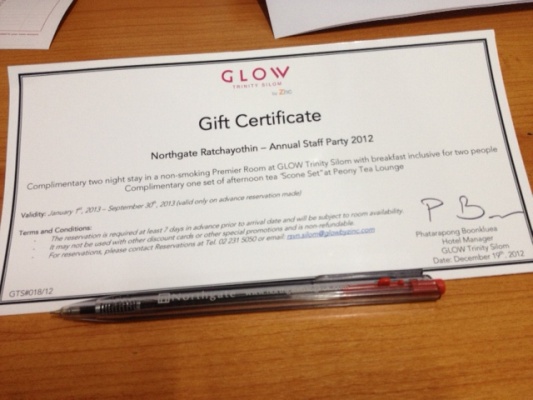 GLOW
TRINITY SILOM
by Zinc
Gift Certificate
Northgate Ratchayothin – Annual Staff Party 2012
Complimentary two night stay in a non-smoking Premier Room at GLOW Trinity Silom with breakfast inclusive for two people
Complimentary one set of afternoon tea "Scone Set" at Peony Tea Lounge
Validity: January 1st, 2013 – September 30th, 2013 (valid only on advance reservation made)
Terms and Conditions:
- The reservation is required at least 7 days in advance prior to arrival date and will be subject to room availability.
- It may not be used with other discount cards or other special promotions and is non-refundable.
- For reservations, please contact Reservations at Tel. 02 231 5050 or email: rsvn.silom@glowbyzinc.com
P B
Phatarapong Boonklues
Hotel Manager
GLOW Trinity Silom
Date: December 19th, 2012
GTS#018/12
Northgate